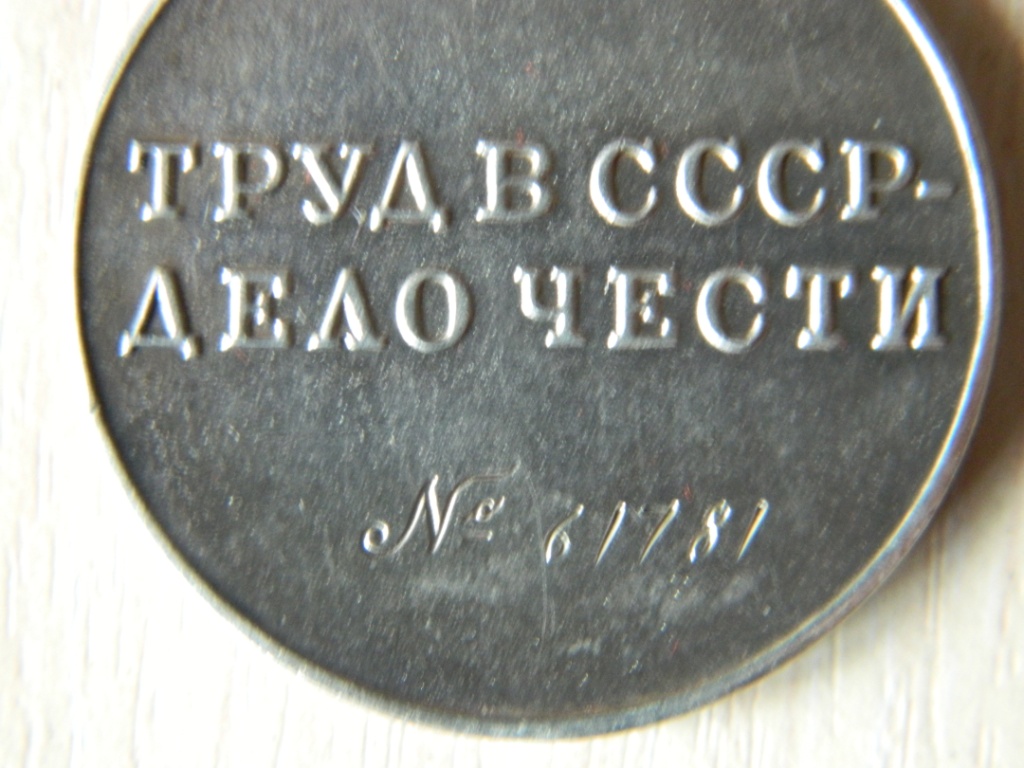 ТРУД В СССР-
ДЕЛО ЧЕСТИ
№ 61781